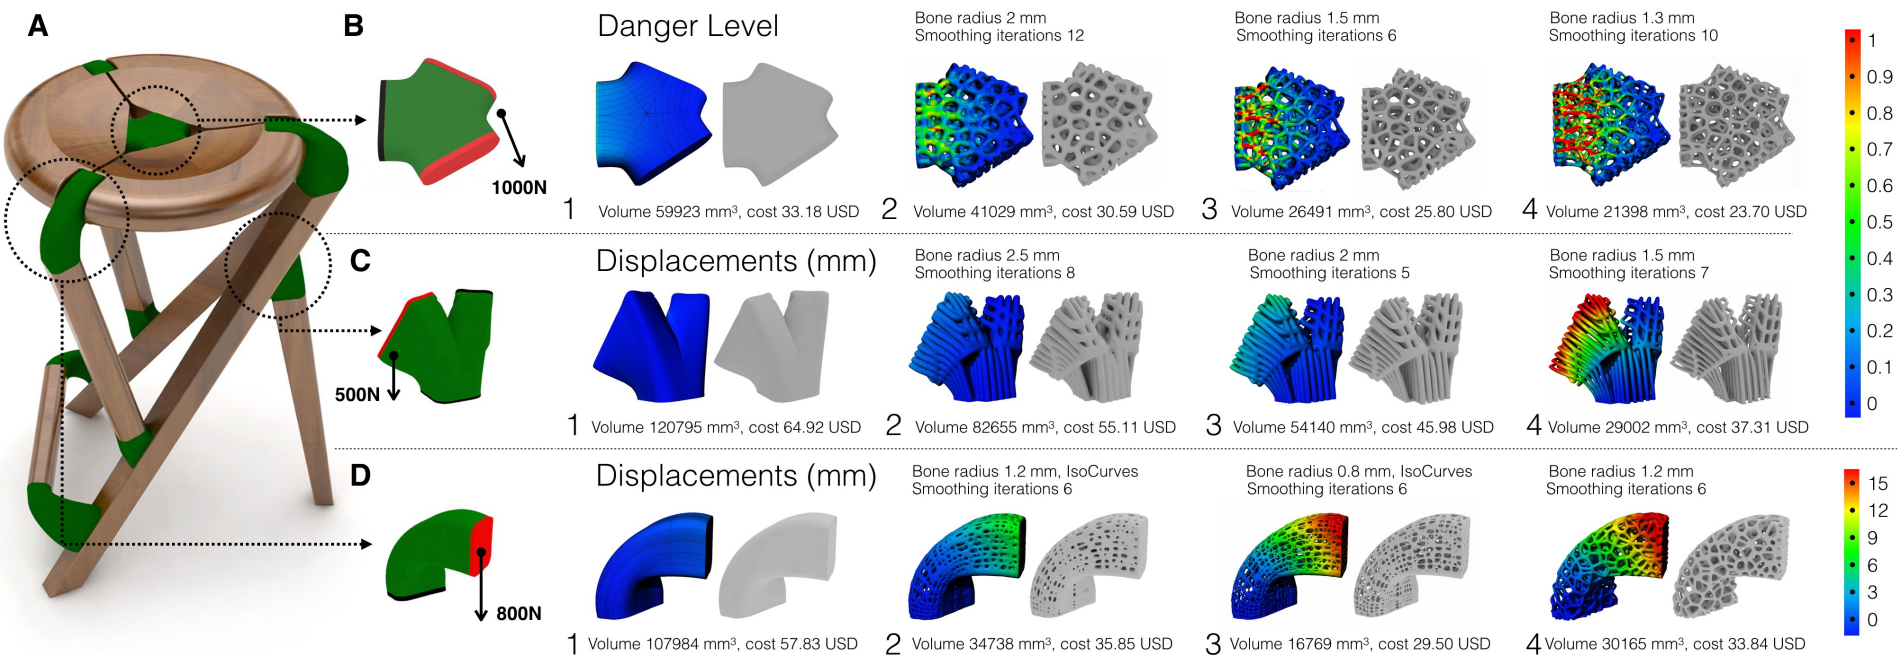 A
B
Danger Level
Bone radius 2 mm
Smoothing iterations 12
Bone radius 1.5 mm
Smoothing iterations 6
Bone radius 1.3 mm
Smoothing iterations 10
1000N
1 Volume 59923 mm³, cost 33.18 USD
2 Volume 41029 mm³, cost 30.59 USD
3 Volume 26491 mm³, cost 25.80 USD
4 Volume 21398 mm³, cost 23.70 USD
1
0.9
0.8
0.7
0.6
0.5
0.4
0.3
0.2
0.1
0
C
Displacements (mm)
Bone radius 2.5 mm
Smoothing iterations 8
Bone radius 2 mm
Smoothing iterations 5
Bone radius 1.5 mm
Smoothing iterations 7
500N
1 Volume 120795 mm³, cost 64.92 USD
2 Volume 82655 mm³, cost 55.11 USD
3 Volume 54140 mm³, cost 45.98 USD
4 Volume 29002 mm³, cost 37.31 USD
D
Displacements (mm)
Bone radius 1.2 mm, IsoCurves
Smoothing iterations 6
Bone radius 0.8 mm, IsoCurves
Smoothing iterations 6
Bone radius 1.2 mm
Smoothing iterations 6
800N
1 Volume 107984 mm³, cost 57.83 USD
2 Volume 34738 mm³, cost 35.85 USD
3 Volume 16769 mm³, cost 29.50 USD
4 Volume 30165 mm³, cost 33.84 USD
15
12
9
6
3
0